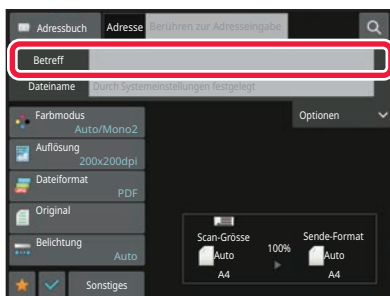 Adressbuch Adresse Berühren zur Adresseingabe
Betreff
Dateiname Durch Systemeinstellungen festgelegt
Farbmodus
Auto/Mono2
Optionen
Auflösung
200x200dpi
Dateiformat
PDF
Original
Belichtung
Auto
Scan-Grösse
Auto
A4
100%
Sende-Format
Auto
A4
Sonstiges